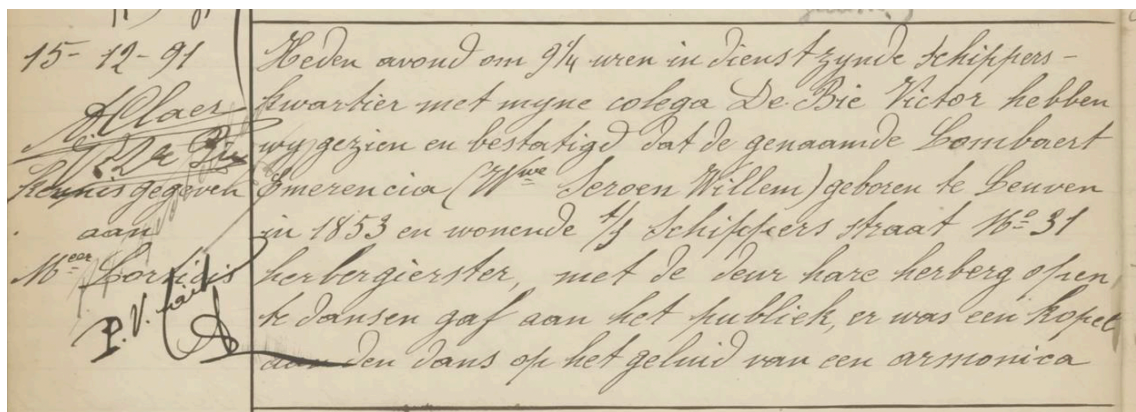 15-12-91
A. Claes
V. De Bie
Kennis gegeven
aan
Mr
P.V. fait
Heden avond om 9¼ uren in dienst zynde schippers-
kwartier met myne colega De Bie Victor hebben
wy gezien en bestatigd dat de genaamde Lombaert
Emerencia (Wwe Seroen Willem) geboren te Leuven
in 1853 en wonende t/s Schippers straat No 31
herbergierster, met de deur hare herberg open
te dansen gaf aan het publiek, er was een kopel
aan den dans op het geluid van een armonica